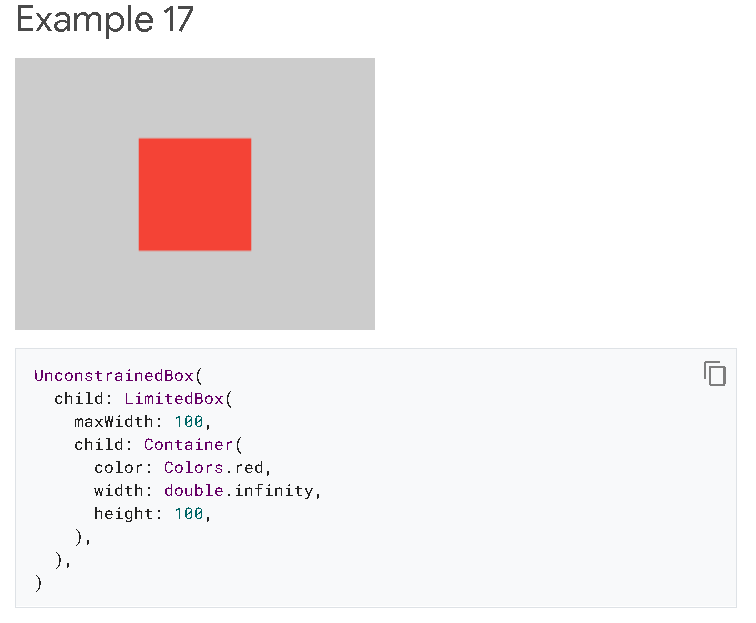 Example 17
UnconstrainedBox(
  child: LimitedBox(
    maxWidth: 100,
    child: Container(
      color: Colors.red,
      width: double.infinity,
      height: 100,
    ),
  ),
)